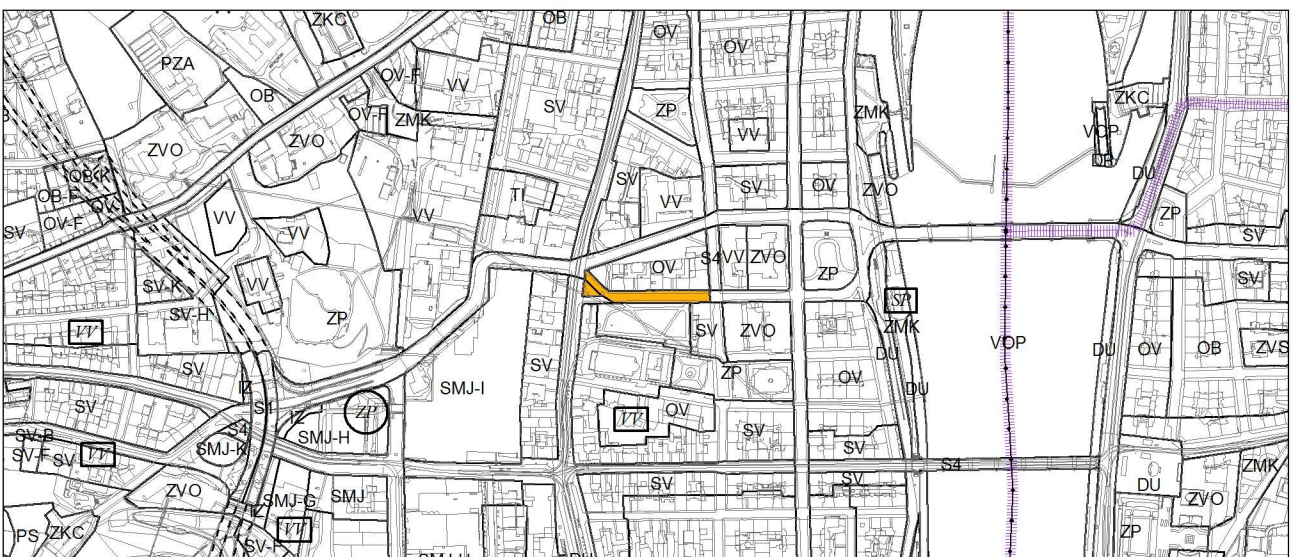 ZKC
OB
OV
OV
PZA
OV-F
VV
OB
SV
ZKC
ZP
OV-F
ZMK
ZMK
VOP
ZVO
ZVO
VV
DU
SV
SV
OV
ZVO
OB-F
TI
VV
ZP
OV-F
VV
VV
VV
SV
SV
S4
VV
ZVO
ZP
OV
SV
SV-K
VV
SV-H
ZP
SP
VV
SV
ZVO
ZMK
VOP
DU
OV
OB
ZVS
SV
SV
DU
ZP
IZ
SMJ-I
OV
DU
SV
S1
IZ
ZP
VV
OV
S4
SMJ-H
SV
SV-B
SMJ-K
SV
SV-F
SV
VV
S4
ZMK
SV
SV
ZVO
SMJ-G
SMJ
DU
ZVO
IZ
VV
PS
ZKC
ZP